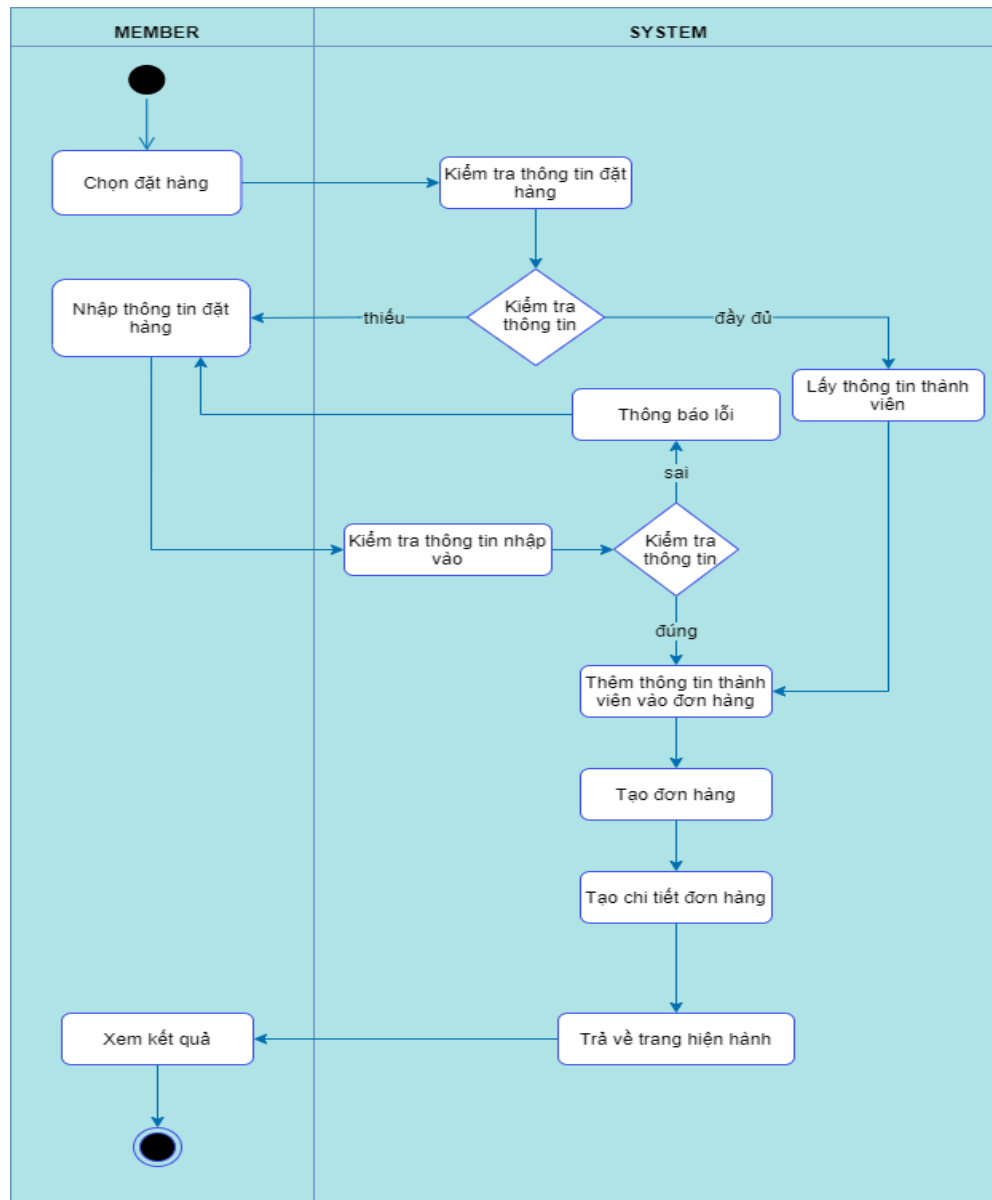 MEMBER
SYSTEM
Chọn đặt hàng
Kiểm tra thông tin đặt
hàng
Nhập thông tin đặt
hàng
thiếu
Kiểm tra
thông tin
đầy đủ
Lấy thông tin thành
viên
Thông báo lỗi
sai
Kiểm tra thông tin nhập
vào
Kiểm tra
thông tin
đúng
Thêm thông tin thành
viên vào đơn hàng
Tạo đơn hàng
Tạo chi tiết đơn hàng
Xem kết quả
Trả về trang hiện hành